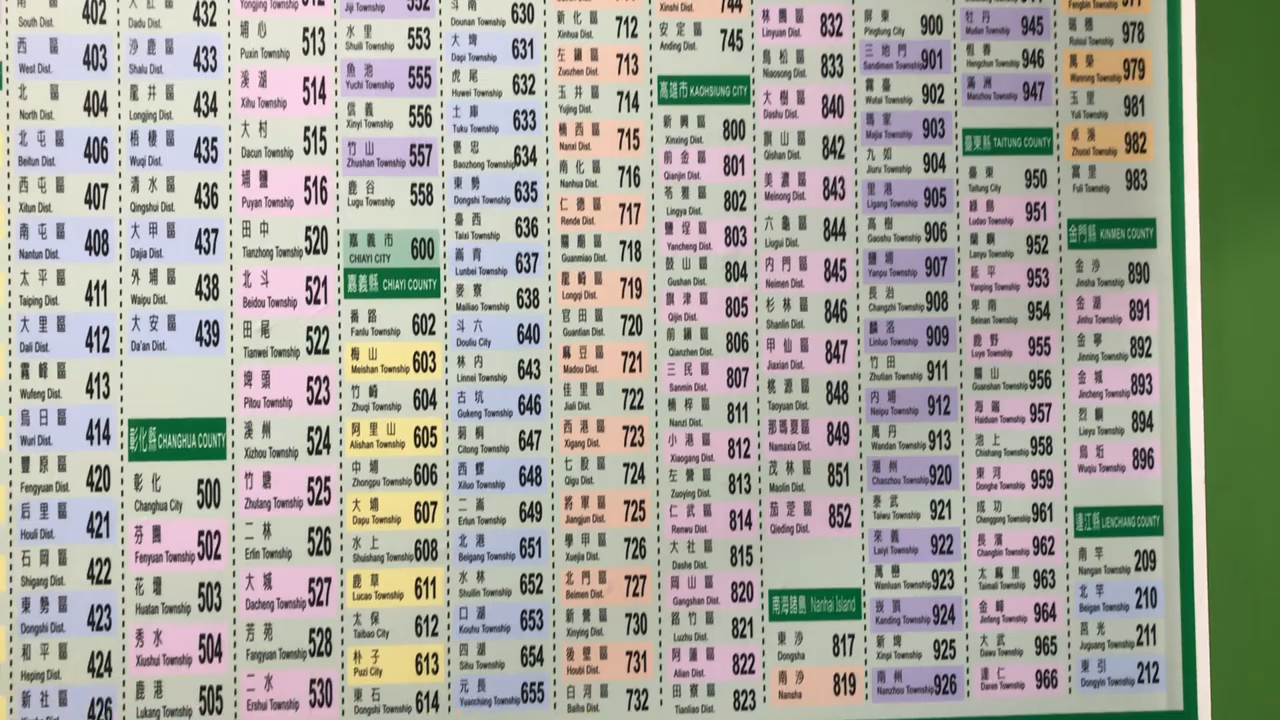 402
South Dist.
西 區 403
West Dist.
北 區 404
North Dist.
北 屯 區 406
Beitun Dist.
西 屯 區 407
Xitun Dist.
南 屯 區 408
Nantun Dist.
太 平 區 411
Taiping Dist.
大 里 區 412
Dali Dist.
霧 峰 區 413
Wufeng Dist.
烏 日 區 414
Wuri Dist.
豐 原 區 420
Fengyuan Dist.
后 里 區 421
Houli Dist.
石 岡 區 422
Shigang Dist.
東 勢 區 423
Dongshi Dist.
和 平 區 424
Heping Dist.
新 社 區 426
432
Dadu Dist.
沙 鹿 區 433
Shalu Dist.
龍 井 區 434
Longjing Dist.
梧 棲 區 435
Wuqi Dist.
清 水 區 436
Qingshui Dist.
大 甲 區 437
Dajia Dist.
外 埔 區 438
Waipu Dist.
大 安 區 439
Da'an Dist.
彰化縣 CHANGHUA COUNTY
彰 化 500
Changhua City
芬 園 502
Fenyuan Township
花 壇 503
Huatan Township
秀 水 504
Xiushui Township
鹿 港 505
Lukang Township
Yongjing Township
埔 心 513
Puxin Township
溪 湖 514
Xihu Township
大 村 515
Dacun Township
埔 鹽 516
Puyan Township
田 中 520
Tianzhong Township
北 斗 521
Beidou Township
田 尾 522
Tianwei Township
埤 頭 523
Pitou Township
溪 州 524
Xizhou Township
竹 塘 525
Zhutang Township
二 林 526
Erlin Township
大 城 527
Dacheng Township
芳 苑 528
Fangyuan Township
二 水 530
Ershui Township
552
Jiji Township
水 里 553
Shuili Township
魚 池 555
Yuchi Township
信 義 556
Xinyi Township
竹 山 557
Zhushan Township
鹿 谷 558
Lugu Township
嘉 義 市 600
CHIAYI CITY
嘉義縣 CHIAYI COUNTY
番 路 602
Fanlu Township
梅 山 603
Meishan Township
竹 崎 604
Zhuqi Township
阿 里 山 605
Alishan Township
中 埔 606
Zhongpu Township
大 埔 607
Dapu Township
水 上 608
Shuishang Township
鹿 草 611
Lucao Township
太 保 612
Taibao City
朴 子 613
Puzi City
東 石 614
Dongshi Township
斗 南 630
Dounan Township
大 埤 631
Dapi Township
虎 尾 632
Huwei Township
土 庫 633
Tuku Township
褒 忠 634
Baozhong Township
東 勢 635
Dongshi Township
臺 西 636
Taixi Township
崙 背 637
Lunbei Township
麥 寮 638
Mailiao Township
斗 六 640
Douliu City
林 內 643
Linnei Township
古 坑 646
Gukeng Township
莿 桐 647
Citong Township
西 螺 648
Xiluo Township
二 崙 649
Erlun Township
北 港 651
Beigang Township
水 林 652
Shuilin Township
口 湖 653
Kouhu Township
四 湖 654
Sihu Township
元 長 655
Yuanchang Township
新 化 區 712
Xinhua Dist.
左 鎮 區 713
Zuozhen Dist.
玉 井 區 714
Yujing Dist.
楠 西 區 715
Nanxi Dist.
南 化 區 716
Nanhua Dist.
仁 德 區 717
Rende Dist.
關 廟 區 718
Guanmiao Dist.
龍 崎 區 719
Longqi Dist.
官 田 區 720
Guantian Dist.
麻 豆 區 721
Madou Dist.
佳 里 區 722
Jiali Dist.
西 港 區 723
Xigang Dist.
七 股 區 724
Qigu Dist.
將 軍 區 725
Jiangjun Dist.
學 甲 區 726
Xuejia Dist.
北 門 區 727
Beimen Dist.
新 營 區 730
Xinying Dist.
後 壁 區 731
Houbi Dist.
白 河 區 732
Baihe Dist.
744
Xinshi Dist.
安 定 區 745
Anding Dist.
高雄市 KAOHSIUNG CITY
新 興 區 800
Xinxing Dist.
前 金 區 801
Qianjin Dist.
苓 雅 區 802
Lingya Dist.
鹽 埕 區 803
Yancheng Dist.
鼓 山 區 804
Gushan Dist.
旗 津 區 805
Qijin Dist.
前 鎮 區 806
Qianzhen Dist.
三 民 區 807
Sanmin Dist.
楠 梓 區 811
Nanzi Dist.
小 港 區 812
Xiaogang Dist.
左 營 區 813
Zuoying Dist.
仁 武 區 814
Renwu Dist.
大 社 區 815
Dashe Dist.
岡 山 區 820
Gangshan Dist.
路 竹 區 821
Luzhu Dist.
阿 蓮 區 822
Alian Dist.
田 寮 區 823
Tianliao Dist.
林 園 區 832
Linyuan Dist.
鳥 松 區 833
Niaosong Dist.
大 樹 區 840
Dashu Dist.
旗 山 區 842
Qishan Dist.
美 濃 區 843
Meinong Dist.
六 龜 區 844
Liugui Dist.
內 門 區 845
Neimen Dist.
杉 林 區 846
Shanlin Dist.
甲 仙 區 847
Jiaxian Dist.
桃 源 區 848
Taoyuan Dist.
那 瑪 夏 區 849
Namaxia Dist.
茂 林 區 851
Maolin Dist.
茄 萣 區 852
Qieding Dist.
南海諸島 Nanhai Island
東 沙 817
Dongsha
南 沙 819
Nansha
屏 東 900
Pingtung City
三 地 門 901
Sandimen Township
霧 臺 902
Wutai Township
瑪 家 903
Majia Township
九 如 904
Jiuru Township
里 港 905
Ligang Township
高 樹 906
Gaoshu Township
鹽 埔 907
Yanpu Township
長 治 908
Changzhi Township
麟 洛 909
Linluo Township
竹 田 911
Zhutian Township
內 埔 912
Neipu Township
萬 丹 913
Wandan Township
潮 州 920
Chaozhou Township
泰 武 921
Taiwu Township
來 義 922
Laiyi Township
萬 巒 923
Wanluan Township
崁 頂 924
Kanding Township
新 埤 925
Xinpi Township
南 州 926
Nanzhou Township
牡 丹 945
Mudan Township
恆 春 946
Hengchun Township
滿 洲 947
Manzhou Township
臺東縣 TAITUNG COUNTY
臺 東 950
Taitung City
綠 島 951
Ludao Township
蘭 嶼 952
Lanyu Township
延 平 953
Yanping Township
卑 南 954
Beinan Township
鹿 野 955
Luye Township
關 山 956
Guanshan Township
海 端 957
Haiduan Township
池 上 958
Chishang Township
東 河 959
Donghe Township
成 功 961
Chenggong Township
長 濱 962
Changbin Township
太 麻 里 963
Taimali Township
金 峰 964
Jinfeng Township
大 武 965
Dawu Township
達 仁 966
Daren Township
Fengbin Township
瑞 穗 978
Ruisui Township
萬 榮 979
Wanrong Township
玉 里 981
Yuli Township
卓 溪 982
Zhuoxi Township
富 里 983
Fuli Township
金門縣 KINMEN COUNTY
金 沙 890
Jinsha Township
金 湖 891
Jinhu Township
金 寧 892
Jinning Township
金 城 893
Jincheng Township
烈 嶼 894
Lieyu Township
烏 坵 896
Wuqiu Township
連江縣 LIENCHIANG COUNTY
南 竿 209
Nangan Township
北 竿 210
Beigan Township
莒 光 211
Juguang Township
東 引 212
Dongyin Township